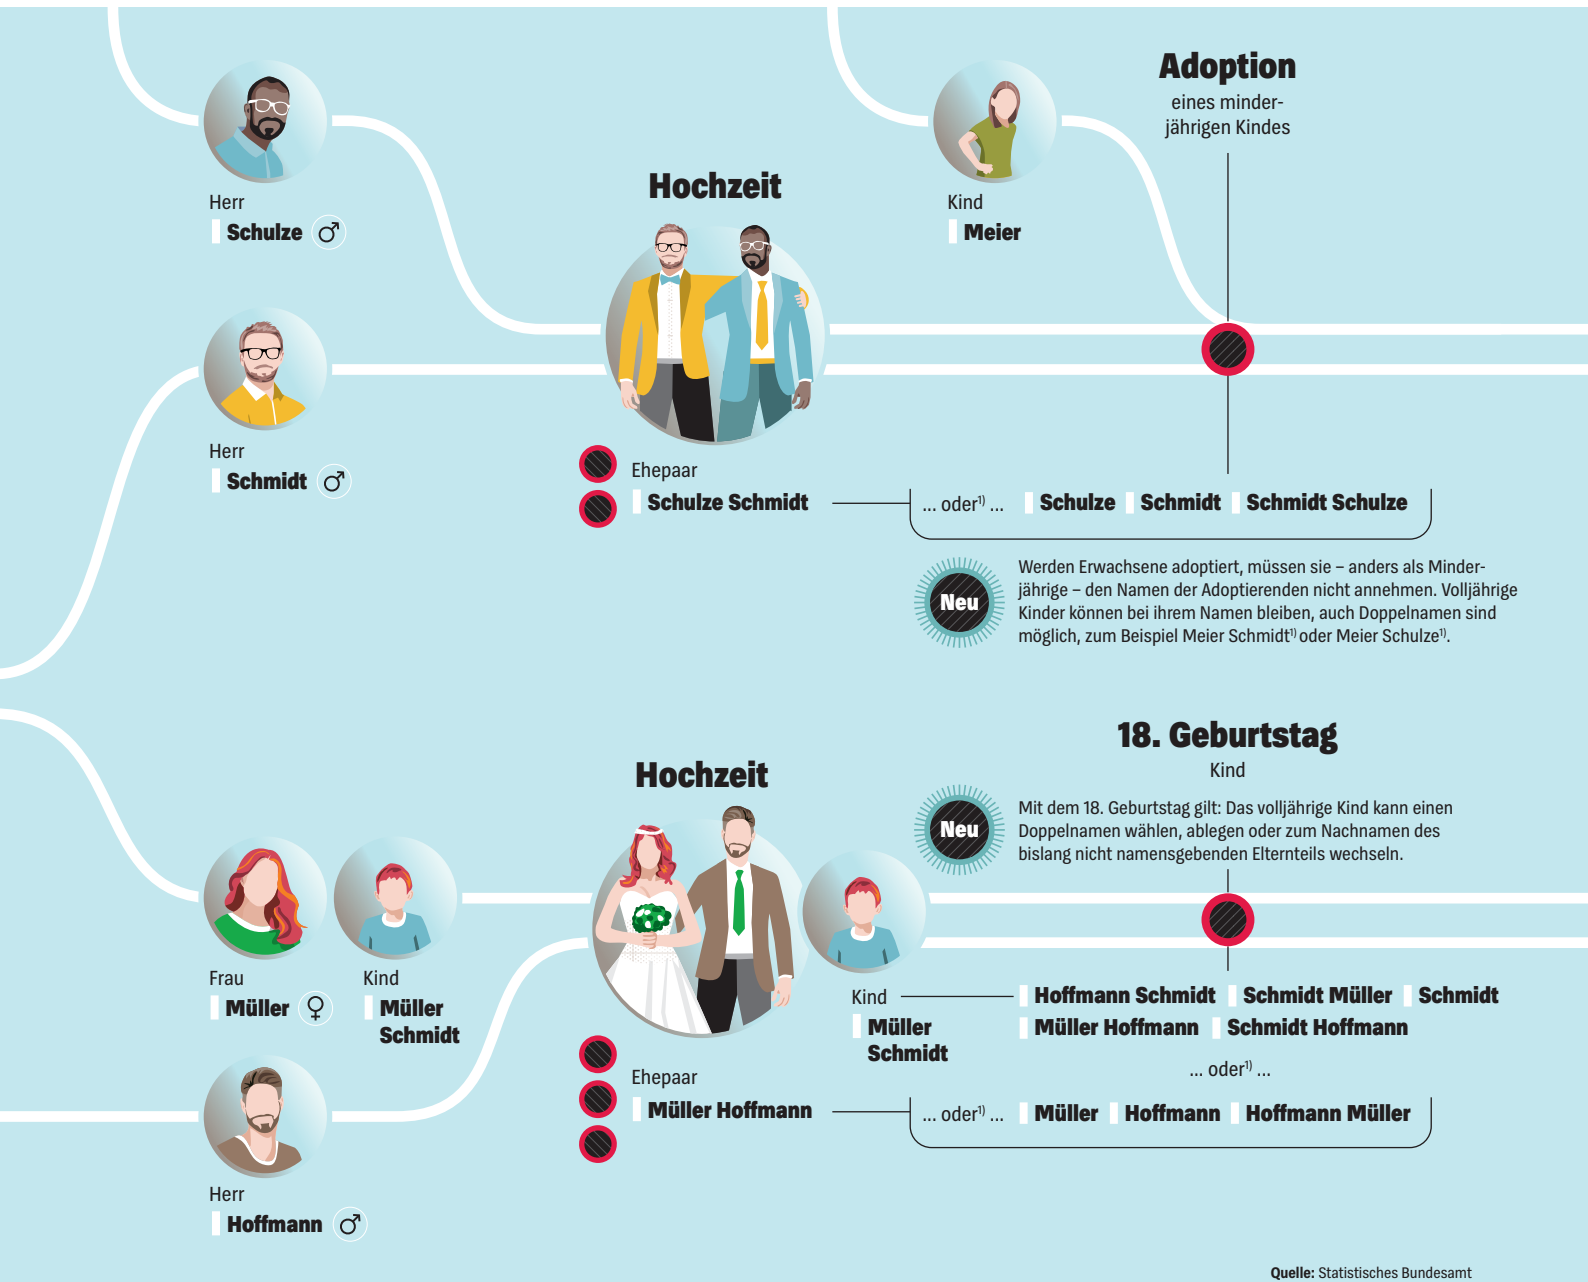 Adoption
eines minder-
jährigen Kindes
Herr
Schulze
Hochzeit
Kind
Meier
Herr
Schmidt
Ehepaar
Schulze Schmidt
... oder¹⁾ ...
Schulze
Schmidt
Schmidt Schulze
Neu
Werden Erwachsene adoptiert, müssen sie – anders als Minder-
jährige – den Namen der Adoptierenden nicht annehmen. Volljährige
Kinder können bei ihrem Namen bleiben, auch Doppelnamen sind
möglich, zum Beispiel Meier Schmidt¹⁾ oder Meier Schulze¹⁾.
18. Geburtstag
Kind
Hochzeit
Neu
Mit dem 18. Geburtstag gilt: Das volljährige Kind kann einen
Doppelnamen wählen, ablegen oder zum Nachnamen des
bislang nicht namensgebenden Elternteils wechseln.
Frau
Müller
Kind
Müller
Schmidt
Kind
Müller
Schmidt
Hoffmann Schmidt
Schmidt Müller
Schmidt
Müller Hoffmann
Schmidt Hoffmann
... oder¹⁾ ...
Ehepaar
Müller Hoffmann
... oder¹⁾ ...
Müller
Hoffmann
Hoffmann Müller
Herr
Hoffmann
Quelle: Statistisches Bundesamt